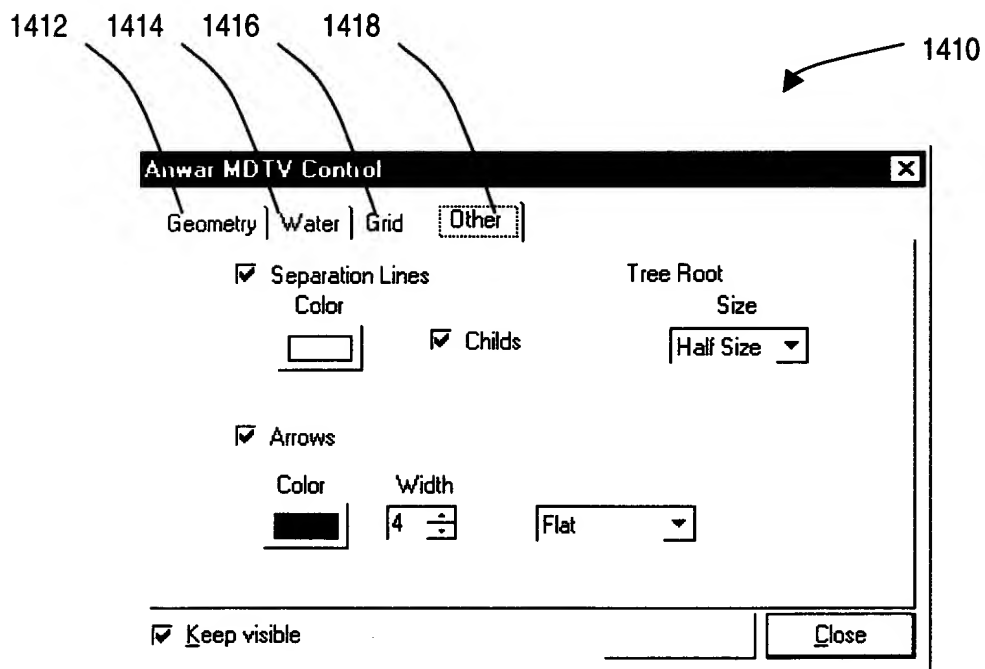 1412 1414 1416 1418
1410
Anwar MDTV Control
Geometry Water Grid Other
Separation Lines Tree Root
Color Size
Childs Half Size
Arrows
Color Width
4 Flat
Keep visible Close